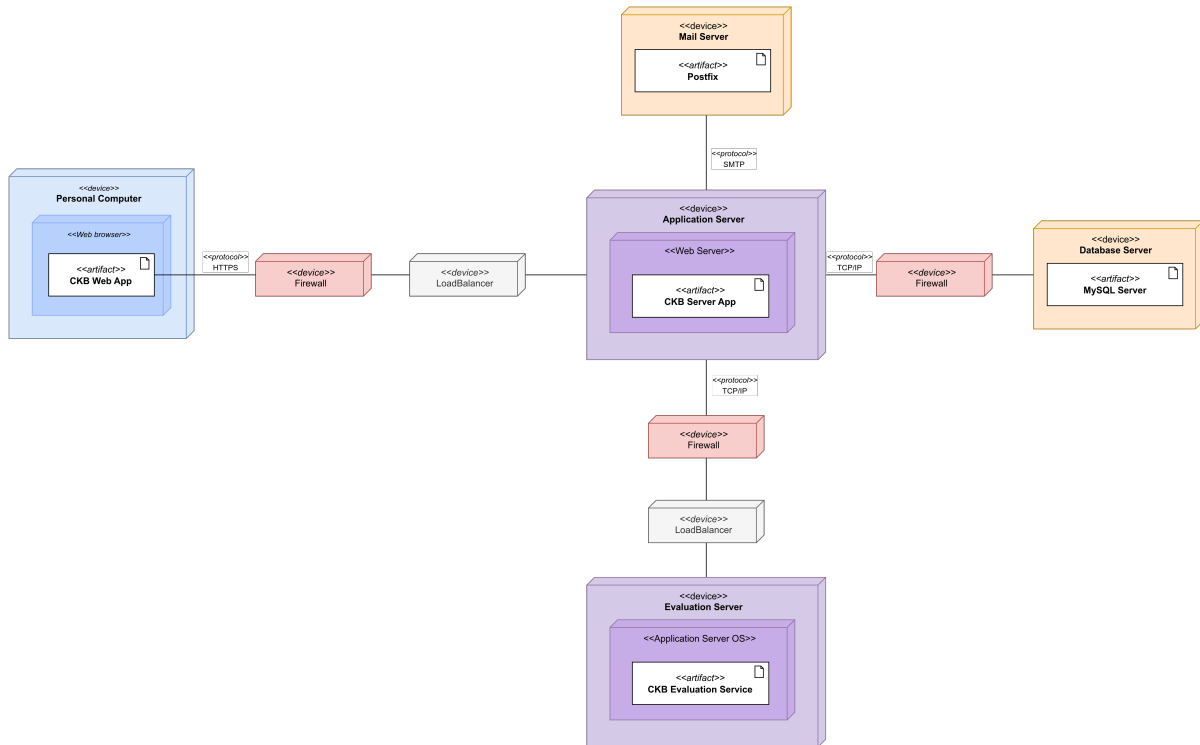 <<device>>
Mail Server
<<artifact>>
Postfix
<<protocol>>
SMTP
<<device>>
Personal Computer
<<Web browser>>
<<artifact>>
CKB Web App
<<protocol>>
HTTPS
<<device>>
Firewall
<<device>>
LoadBalancer
<<device>>
Application Server
<<Web Server>>
<<artifact>>
CKB Server App
<<protocol>>
TCP/IP
<<device>>
Firewall
<<device>>
Database Server
<<artifact>>
MySQL Server
<<protocol>>
TCP/IP
<<device>>
Firewall
<<device>>
LoadBalancer
<<device>>
Evaluation Server
<<Application Server OS>>
<<artifact>>
CKB Evaluation Service